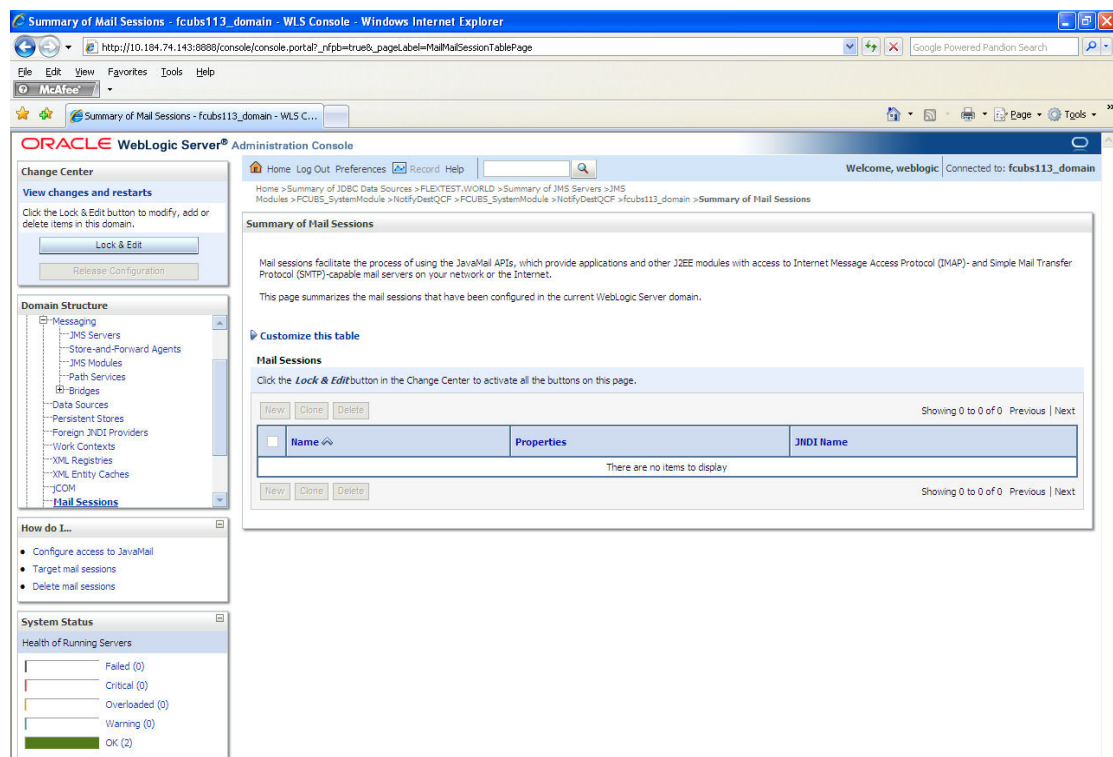 Summary of Mail Sessions - fcubs113_domain - WLS Console - Windows Internet Explorer
http://10.184.74.143:8888/console/console.portal?_nfpb=true&_pageLabel=MailMailSessionTablePage
Google Powered Pandion Search
File Edit View Favorites Tools Help
McAfee
Summary of Mail Sessions - fcubs113_domain - WLS C...
Page Tools
ORACLE WebLogic Server® Administration Console
Change Center
View changes and restarts
Click the Lock & Edit button to modify, add or
delete items in this domain.
Lock & Edit
Release Configuration
Domain Structure
Messaging
JMS Servers
Store-and-Forward Agents
JMS Modules
Path Services
Bridges
Data Sources
Persistent Stores
Foreign JNDI Providers
Work Contexts
XML Registries
XML Entity Caches
jCOM
Mail Sessions
How do I...
Configure access to JavaMail
Target mail sessions
Delete mail sessions
System Status
Health of Running Servers
Failed (0)
Critical (0)
Overloaded (0)
Warning (0)
OK (2)
Home Log Out Preferences Record Help
Welcome, weblogic Connected to: fcubs113_domain
Home >Summary of JDBC Data Sources >FLEXTEST.WORLD >Summary of JMS Servers >JMS
Modules >FCUBS_SystemModule >NotifyDestQCF >FCUBS_SystemModule >NotifyDestQCF >fcubs113_domain >Summary of Mail Sessions
Summary of Mail Sessions
Mail sessions facilitate the process of using the JavaMail APIs, which provide applications and other J2EE modules with access to Internet Message Access Protocol (IMAP)- and Simple Mail Transfer
Protocol (SMTP)-capable mail servers on your network or the Internet.
This page summarizes the mail sessions that have been configured in the current WebLogic Server domain.
Customize this table
Mail Sessions
Click the Lock & Edit button in the Change Center to activate all the buttons on this page.
New Clone Delete
Showing 0 to 0 of 0 Previous | Next
Name Properties JNDI Name
There are no items to display
New Clone Delete
Showing 0 to 0 of 0 Previous | Next